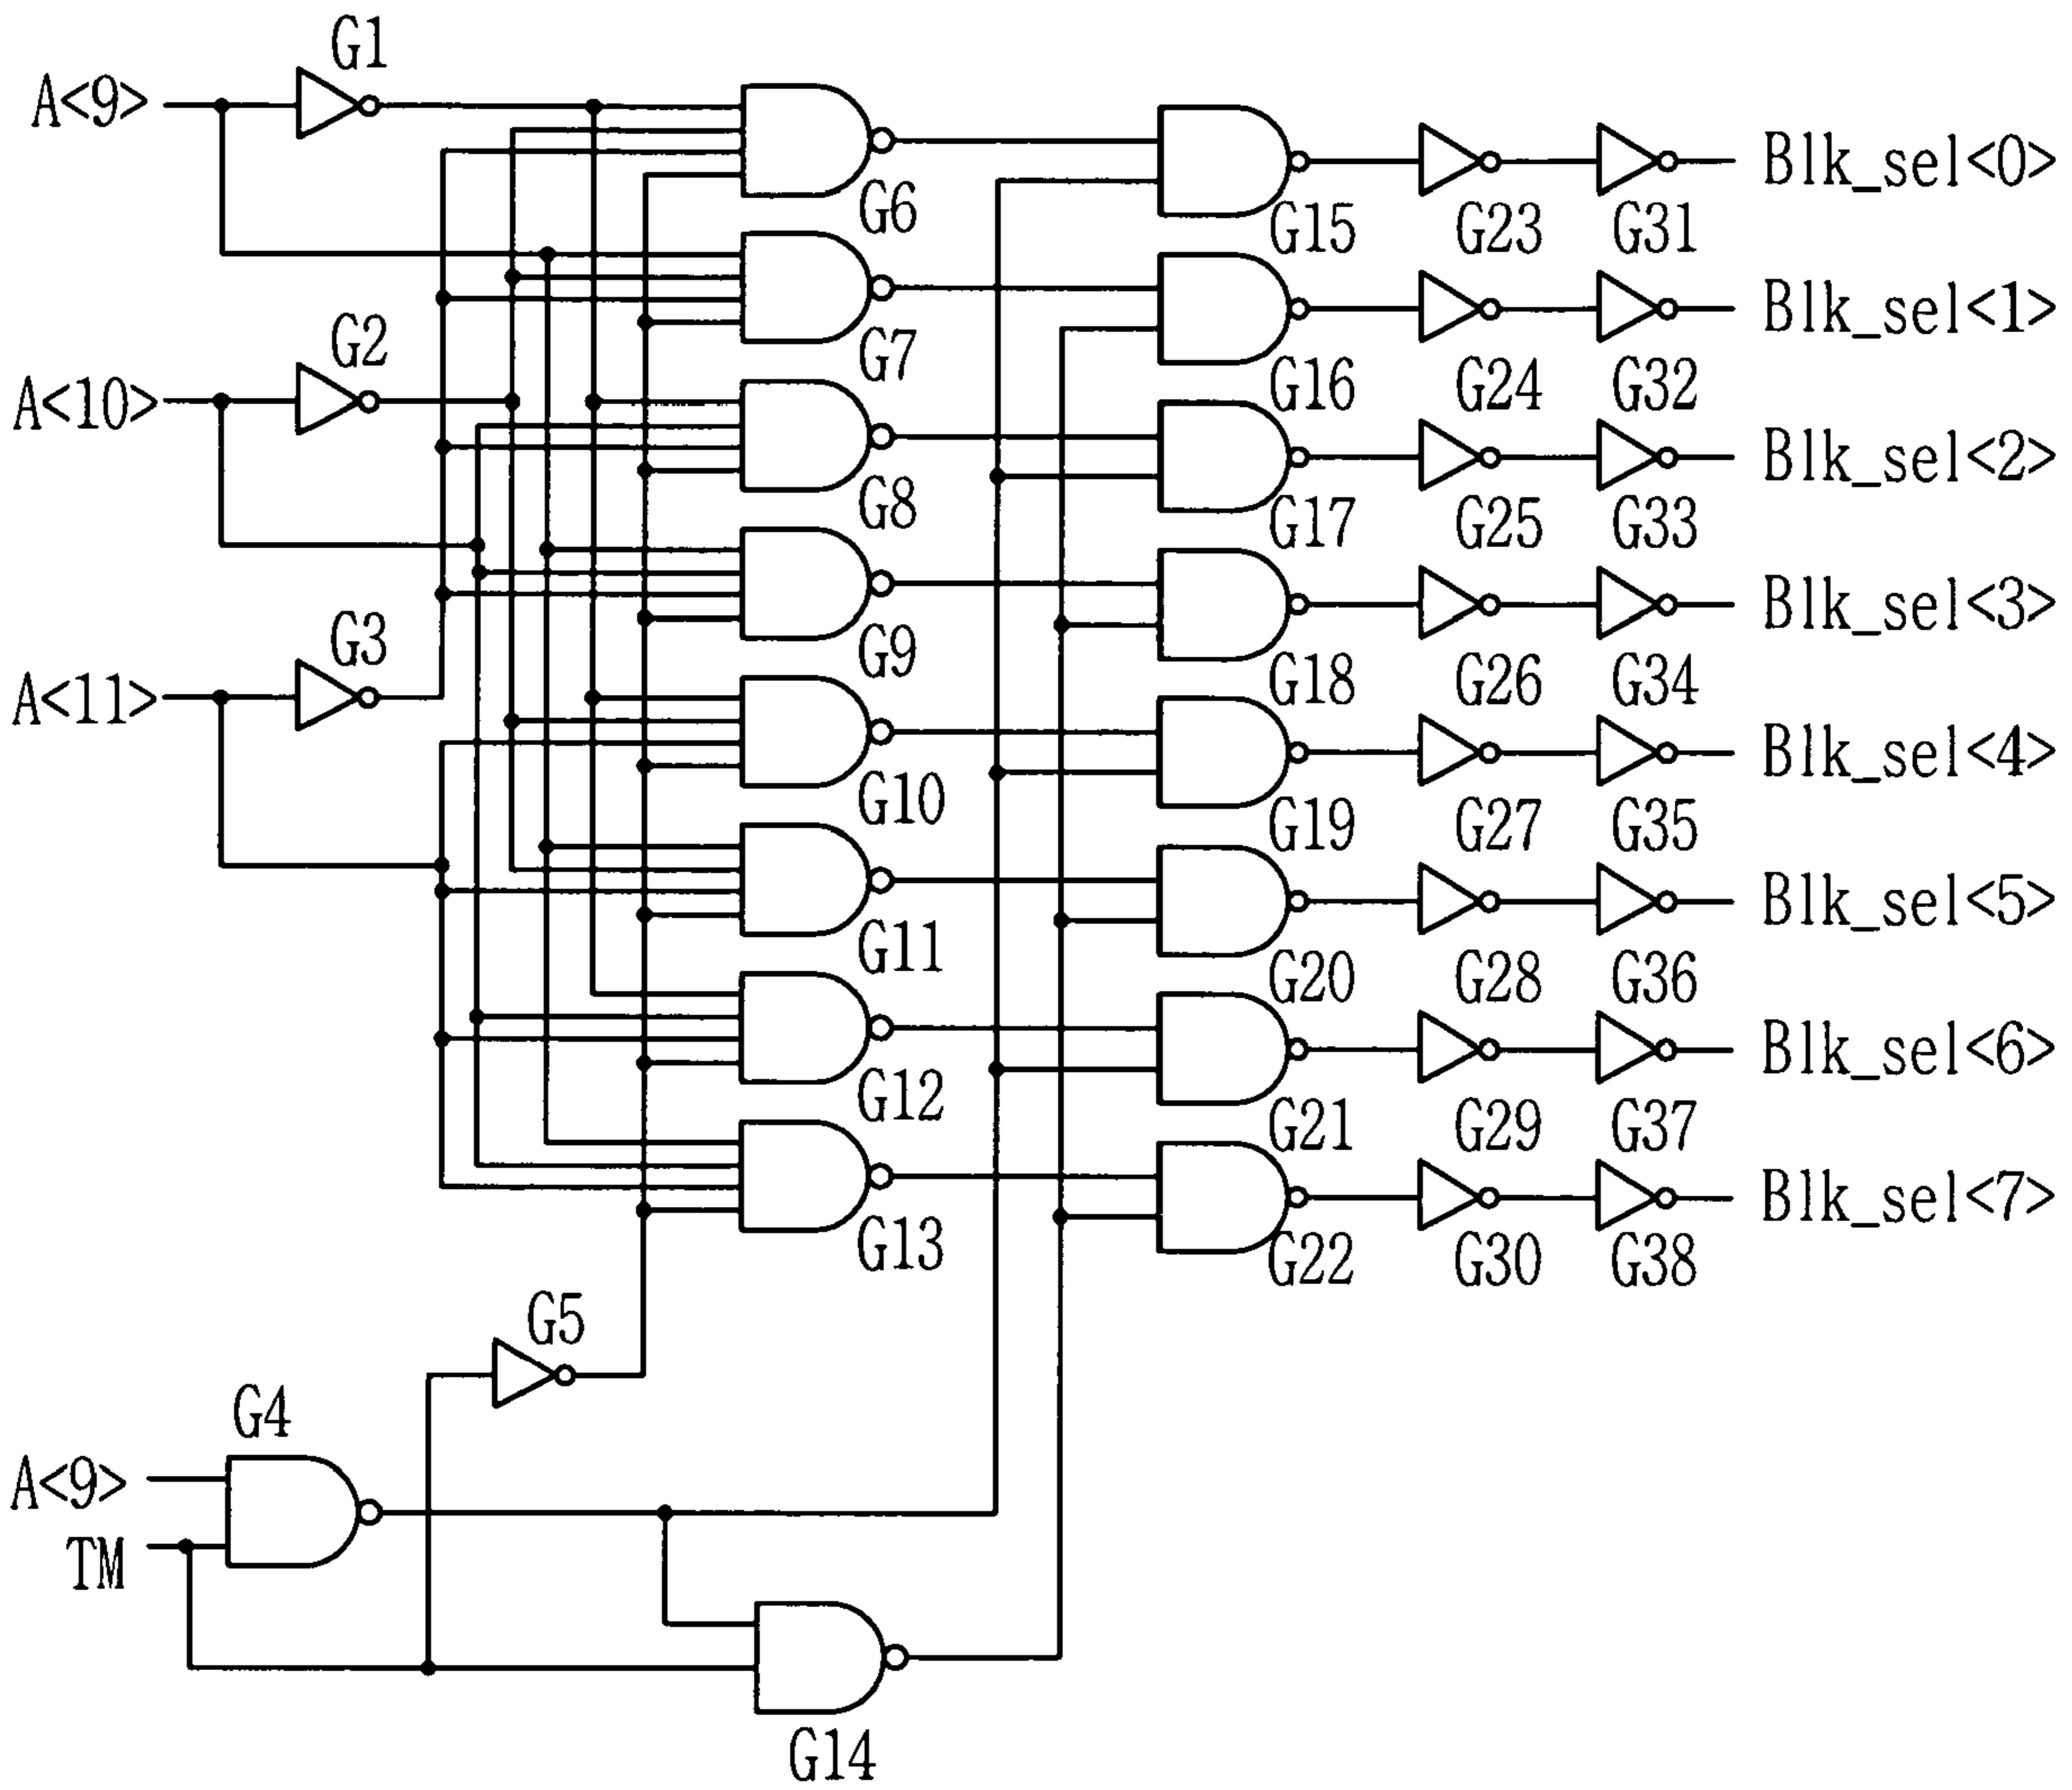 G1
A<9>
G6
G15
G23
G31
Blk_sel<0>
G2
G7
G16
G24
G32
Blk_sel<1>
A<10>
G8
G17
G25
G33
Blk_sel<2>
G3
G9
G18
G26
G34
Blk_sel<3>
A<11>
G10
G19
G27
G35
Blk_sel<4>
G11
G20
G28
G36
Blk_sel<5>
G12
G21
G29
G37
Blk_sel<6>
G13
G22
G30
G38
Blk_sel<7>
G5
G4
A<9>
TM
G14